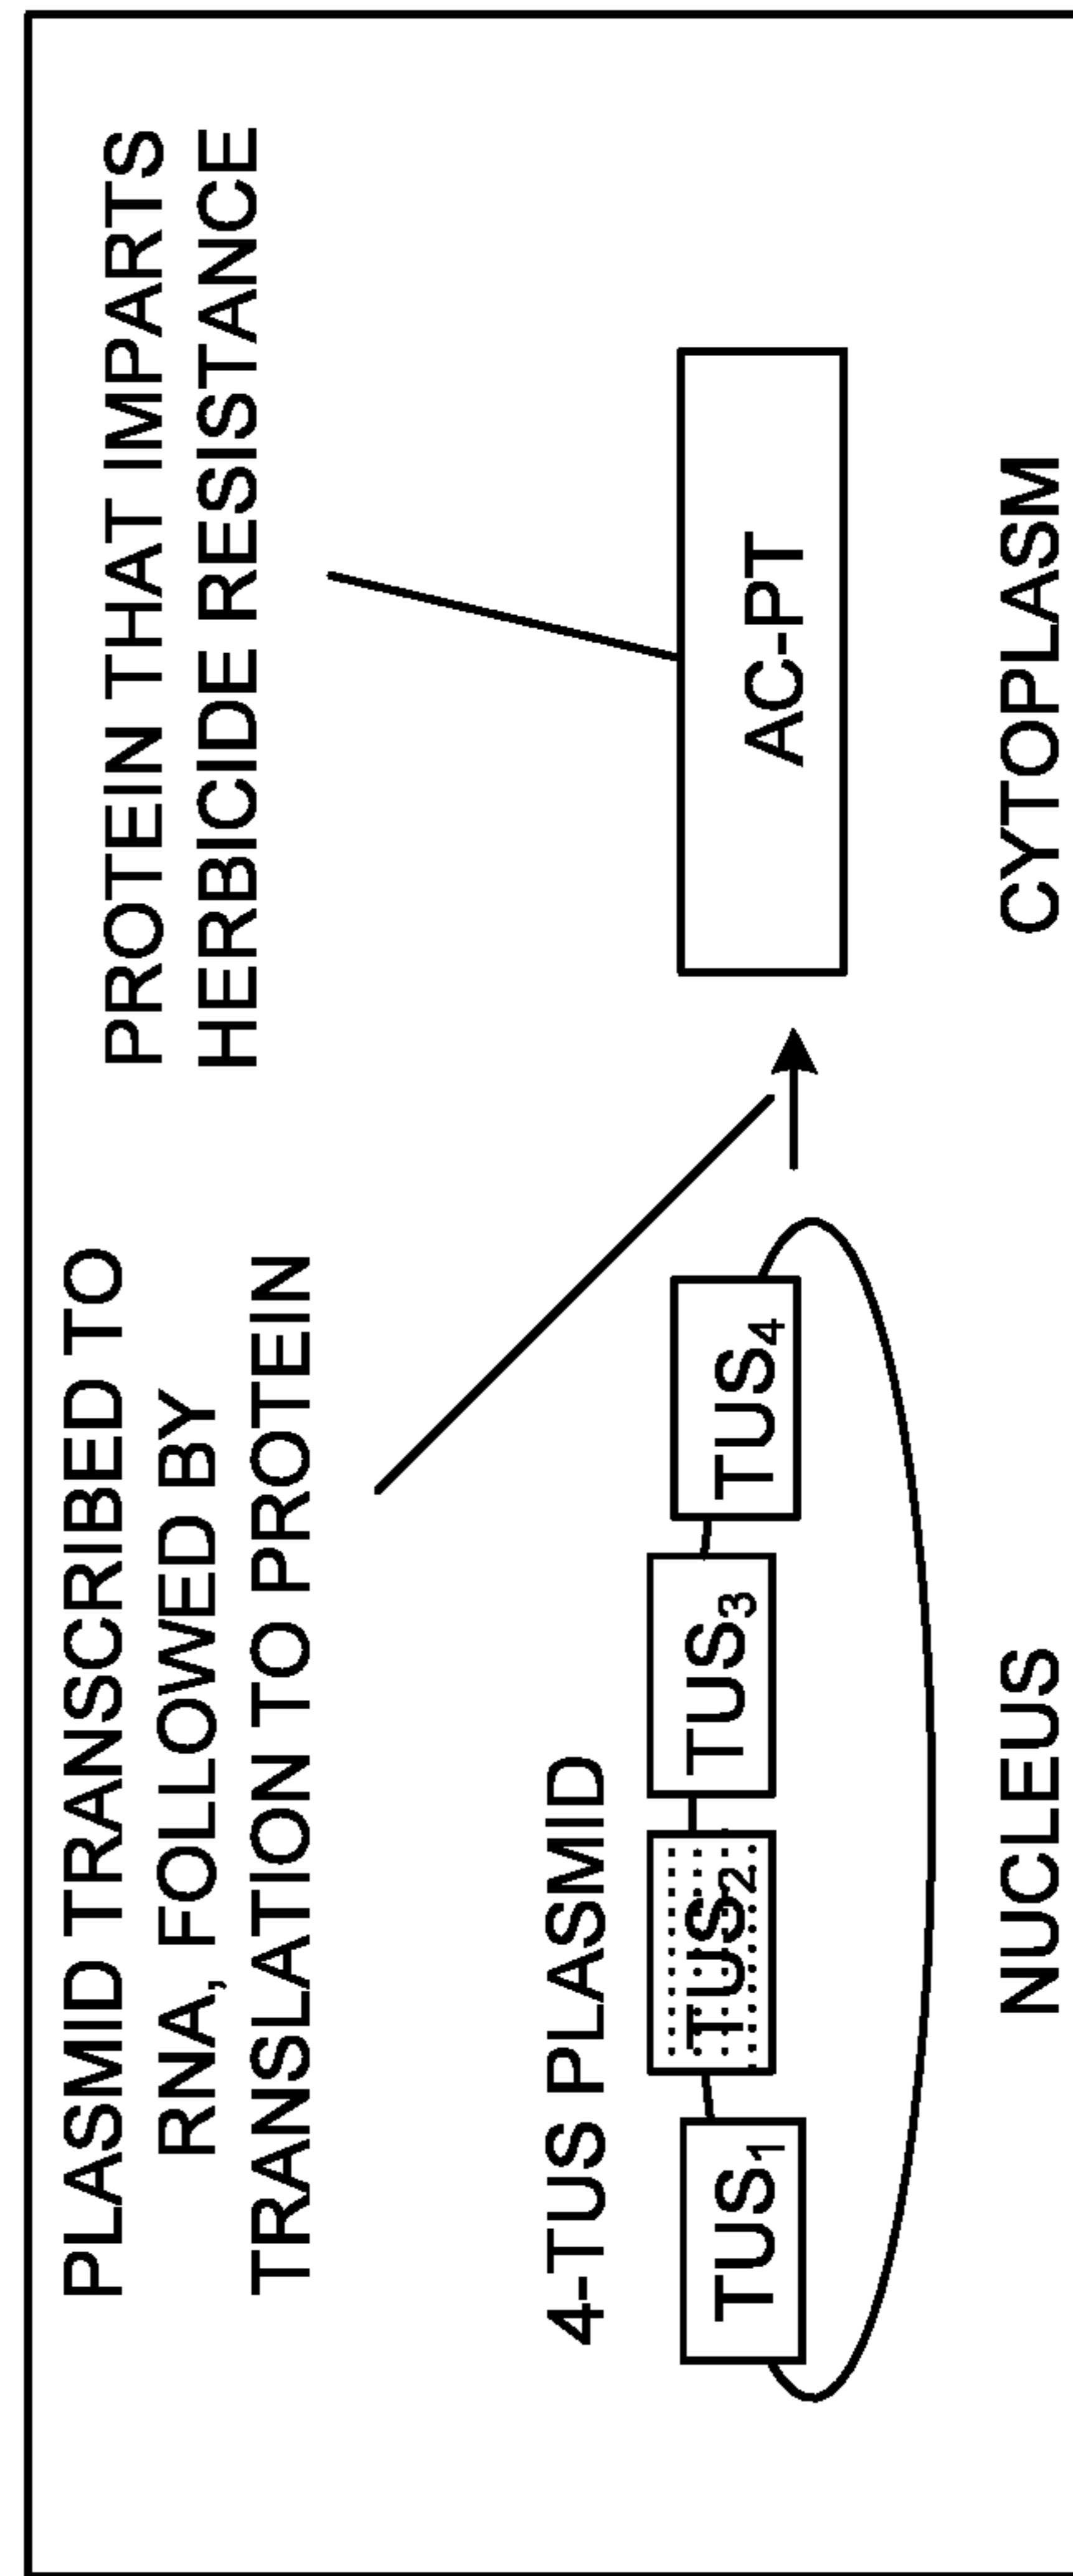 PLASMID TRANSCRIBED TO
RNA, FOLLOWED BY
TRANSLATION TO PROTEIN
PROTEIN THAT IMPARTS
HERBICIDE RESISTANCE
4-TUS PLASMID
TUS₁
TUS₂
TUS₃
TUS₄
AC-PT
NUCLEUS
CYTOPLASM